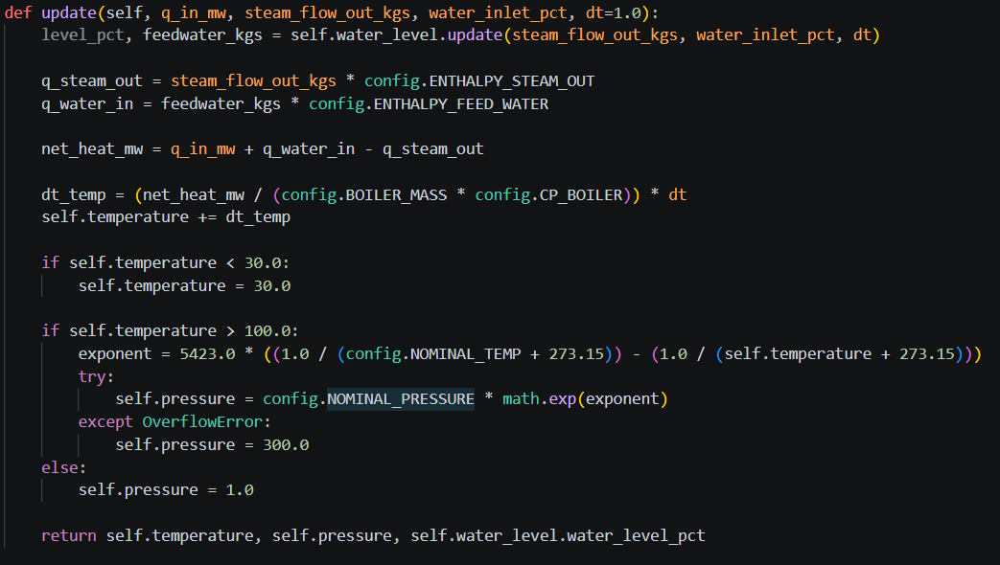 def update(self, q_in_mw, steam_flow_out_kgs, water_inlet_pct, dt=1.0):
    level_pct, feedwater_kgs = self.water_level.update(steam_flow_out_kgs, water_inlet_pct, dt)

    q_steam_out = steam_flow_out_kgs * config.ENTHALPY_STEAM_OUT
    q_water_in = feedwater_kgs * config.ENTHALPY_FEED_WATER

    net_heat_mw = q_in_mw + q_water_in - q_steam_out

    dt_temp = (net_heat_mw / (config.BOILER_MASS * config.CP_BOILER)) * dt
    self.temperature += dt_temp

    if self.temperature < 30.0:
        self.temperature = 30.0

    if self.temperature > 100.0:
        exponent = 5423.0 * ((1.0 / (config.NOMINAL_TEMP + 273.15)) - (1.0 / (self.temperature + 273.15)))
        try:
            self.pressure = config.NOMINAL_PRESSURE * math.exp(exponent)
        except OverflowError:
            self.pressure = 300.0
    else:
        self.pressure = 1.0

    return self.temperature, self.pressure, self.water_level.water_level_pct